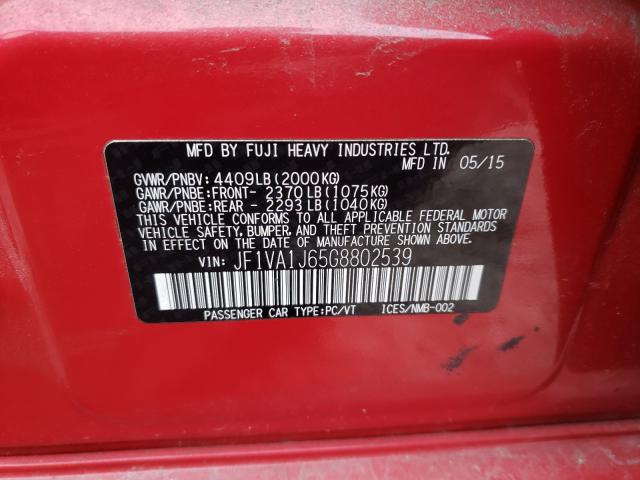 MFD BY FUJI HEAVY INDUSTRIES LTD.
MFD IN 05/15
GVWR/PNBV: 4409LB(2000KG)
GAWR/PNBE:FRONT- 2370LB(1075KG)
GAWR/PNBE:REAR - 2293LB(1040KG)
THIS VEHICLE CONFORMS TO ALL APPLICABLE FEDERAL MOTOR
VEHICLE SAFETY, BUMPER, AND THEFT PREVENTION STANDARDS
IN EFFECT ON THE DATE OF MANUFACTURE SHOWN ABOVE.
VIN: JF1VA1J65G8802539
PASSENGER CAR TYPE:PC/VT ICES/NMB-002